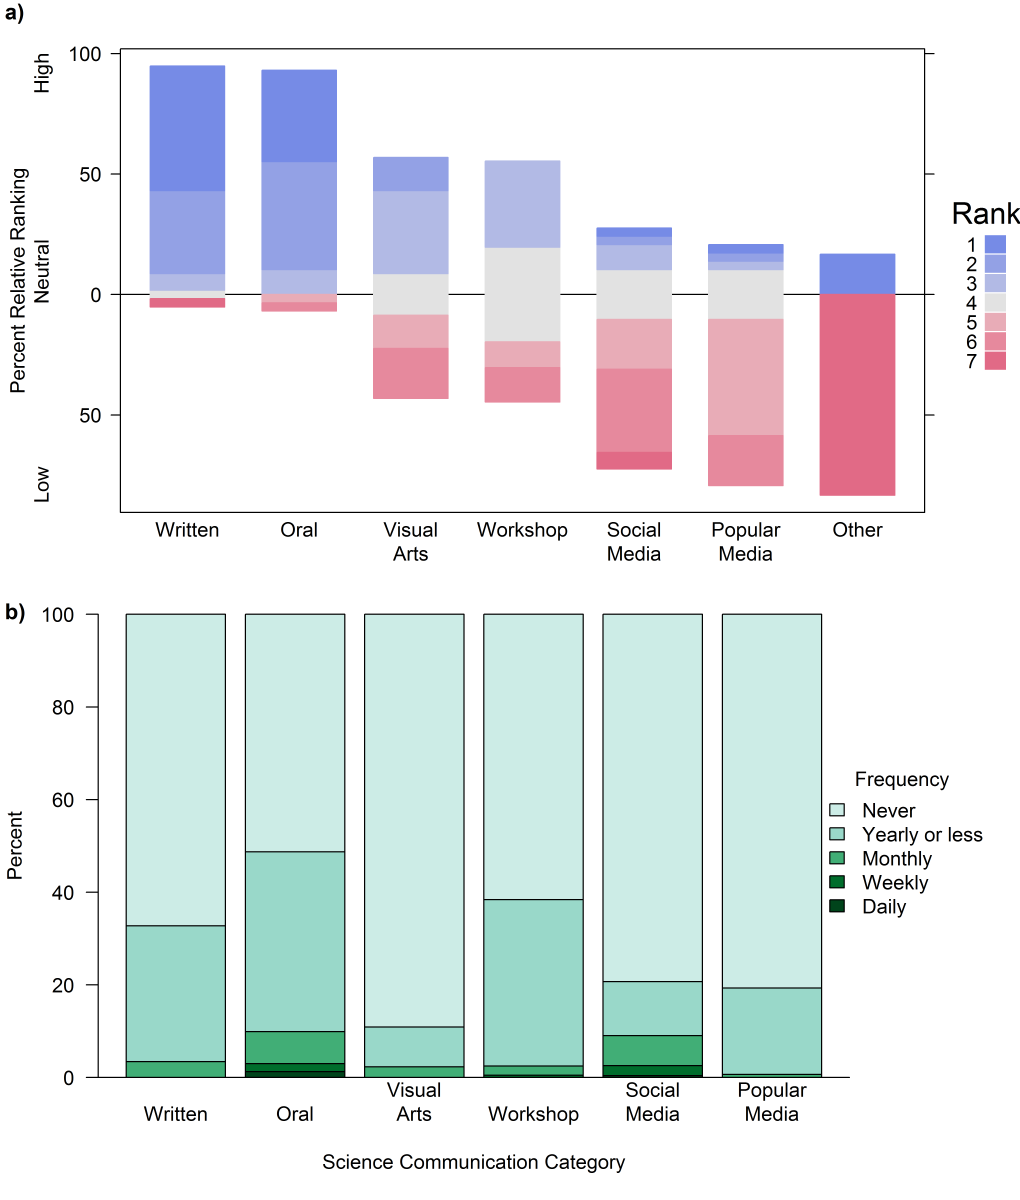 a)
100
50
0
50
High
Neutral
Low
Percent Relative Ranking
Written
Oral
Visual
Arts
Workshop
Social
Media
Popular
Media
Other
Rank
1
2
3
4
5
6
7
b)
100
80
60
40
20
0
Percent
Written
Oral
Visual
Arts
Workshop
Social
Media
Popular
Media
Science Communication Category
Frequency
Never
Yearly or less
Monthly
Weekly
Daily